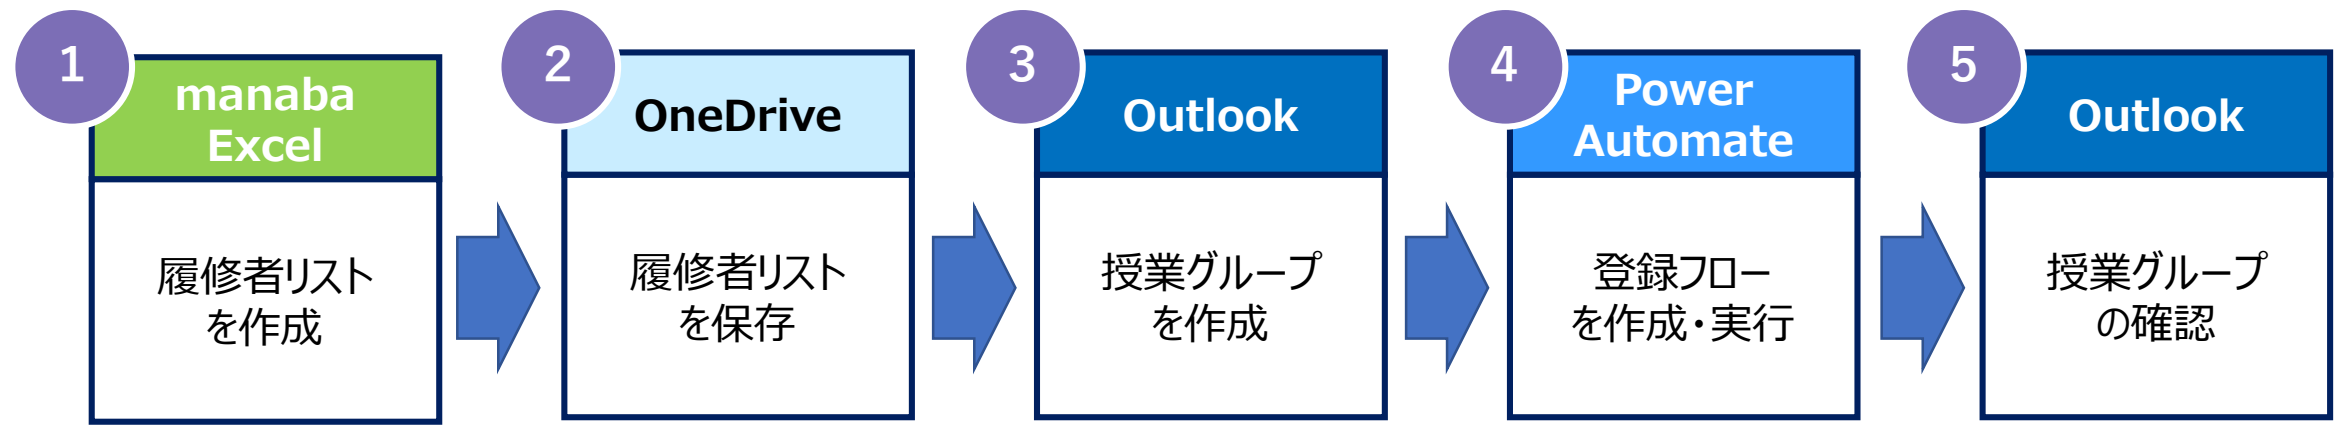 1
manaba
Excel
履修者リスト
を作成
2
OneDrive
履修者リスト
を保存
3
Outlook
授業グループ
を作成
4
Power
Automate
登録フロー
を作成・実行
5
Outlook
授業グループ
の確認